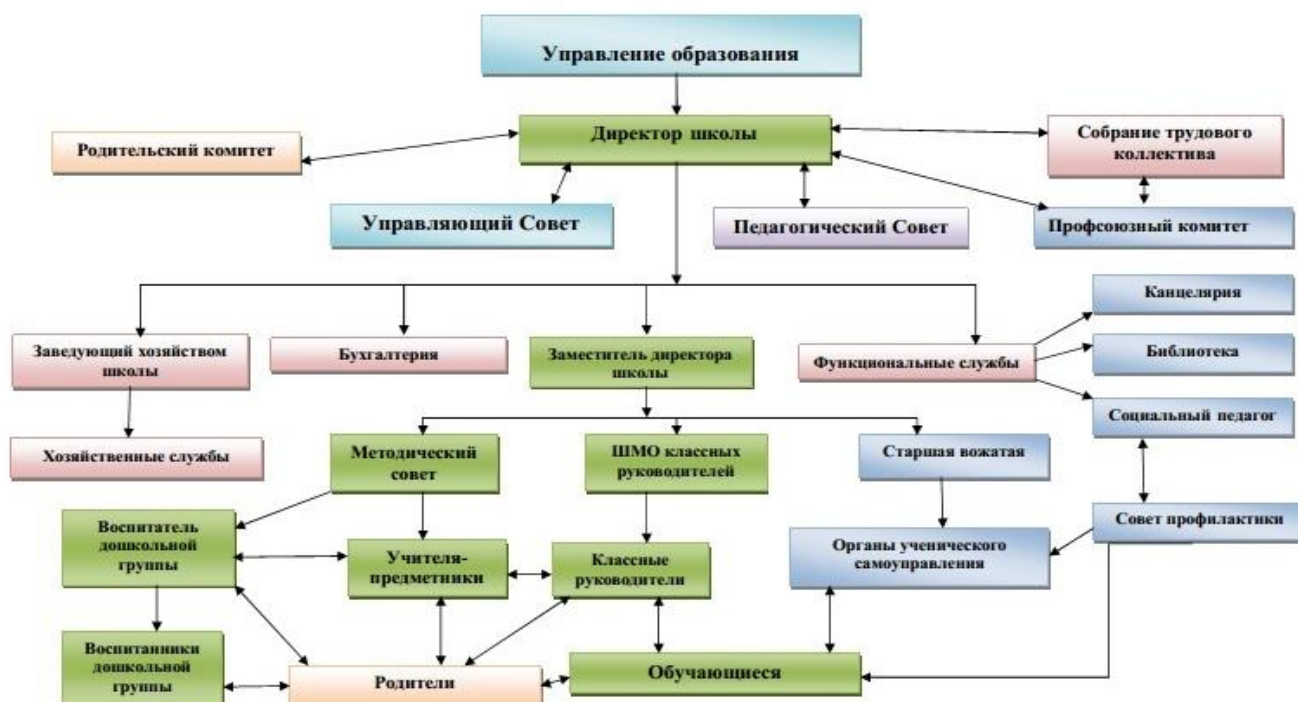 Управление образования
Директор школы
Родительский комитет
Собрание трудового
коллектива
Управляющий Совет
Педагогический Совет
Профсоюзный комитет
Канцелярия
Заведующий хозяйством
школы
Бухгалтерия
Заместитель директора
школы
Функциональные службы
Библиотека
Социальный педагог
Хозяйственные службы
Методический
совет
ШМО классных
руководителей
Старшая вожатая
Воспитатель
дошкольной
группы
Учителя-
предметники
Классные
руководители
Органы ученического
самоуправления
Совет профилактики
Воспитанники
дошкольной
группы
Родители
Обучающиеся